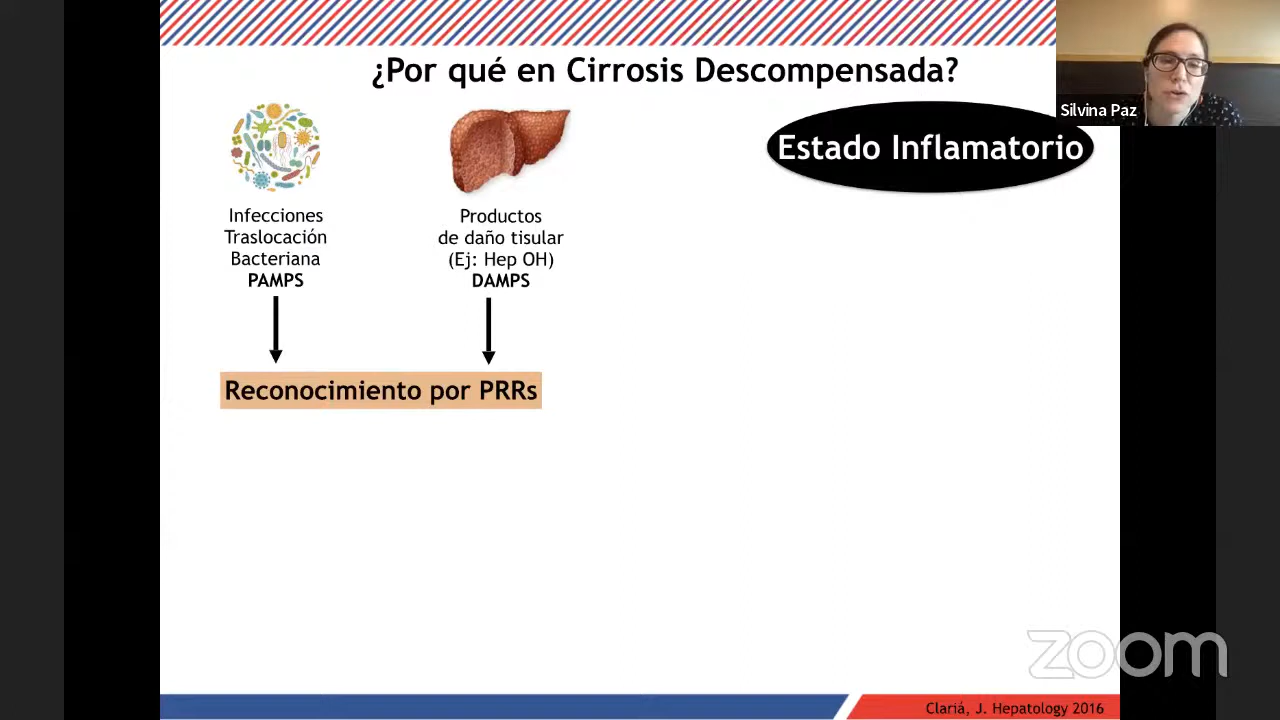 ¿Por qué en Cirrosis Descompensada?
Silvina Paz
Estado Inflamatorio
Infecciones
Traslocación
Bacteriana
PAMPS
Productos
de daño tisular
(Ej: Hep OH)
DAMPS
Reconocimiento por PRRs
zoom
Clariá, J. Hepatology 2016